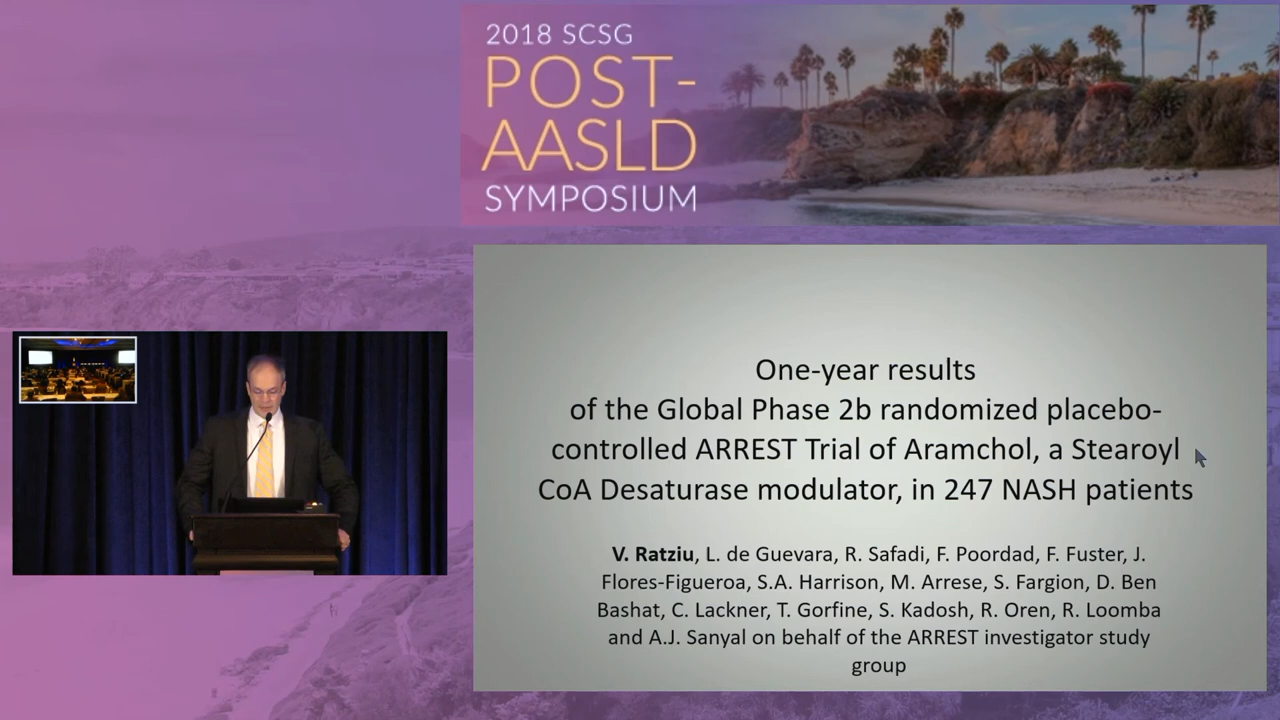 2018 SCSG
POST-
AASLD
SYMPOSIUM
One-year results
of the Global Phase 2b randomized placebo-
controlled ARREST Trial of Aramchol, a Stearoyl
CoA Desaturase modulator, in 247 NASH patients
V. Ratziu, L. de Guevara, R. Safadi, F. Poordad, F. Fuster, J.
Flores-Figueroa, S.A. Harrison, M. Arrese, S. Fargion, D. Ben
Bashat, C. Lackner, T. Gorfine, S. Kadosh, R. Oren, R. Loomba
and A.J. Sanyal on behalf of the ARREST investigator study
group